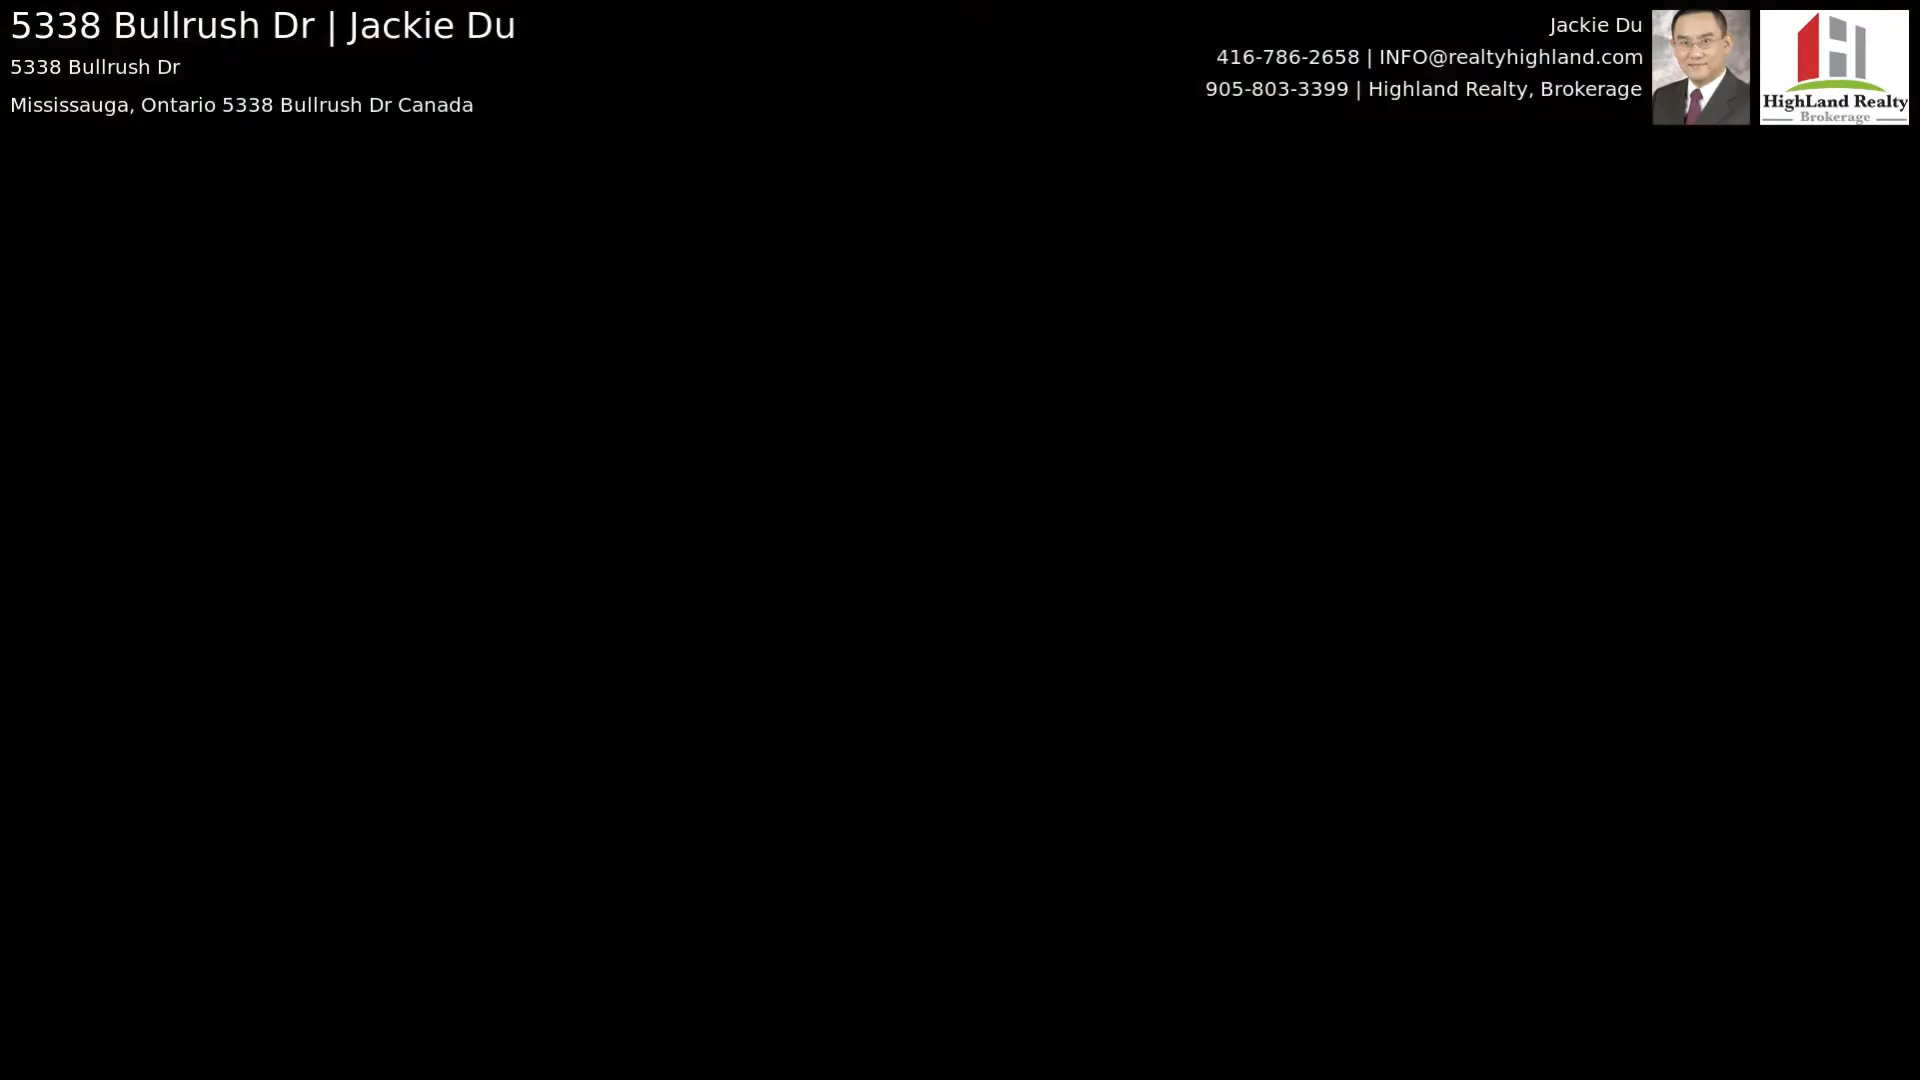 5338 Bullrush Dr | Jackie Du
5338 Bullrush Dr
Mississauga, Ontario 5338 Bullrush Dr Canada
Jackie Du
416-786-2658 | INFO@realtyhighland.com
905-803-3399 | Highland Realty, Brokerage
HighLand Realty
Brokerage